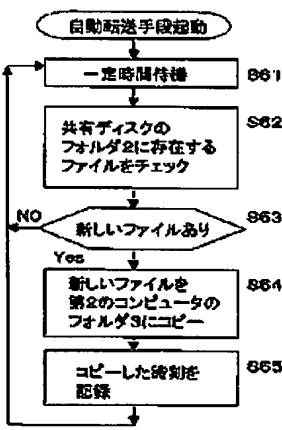 自動転送手段起動
一定時間待機
S61
共有ディスクの
フォルダ2に存在する
ファイルをチェック
S62
新しいファイルあり
S63
NO
Yes
新しいファイルを
第2のコンピュータの
フォルダ3にコピー
S64
コピーした時刻を
記録
S65